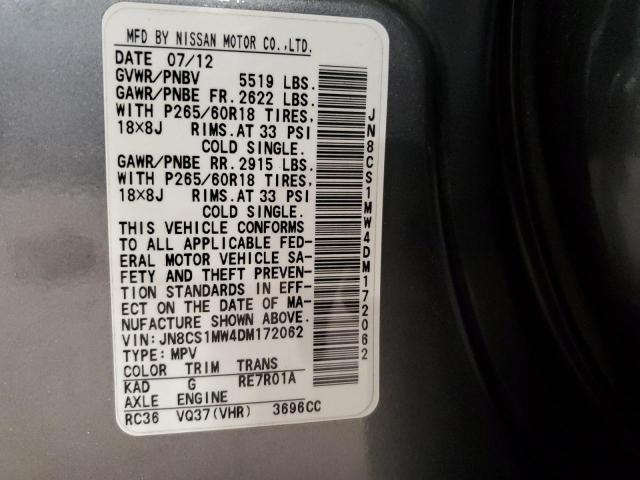 MFD BY NISSAN MOTOR CO.,LTD.
DATE 07/12
GVWR/PNBV 5519 LBS.
GAWR/PNBE FR. 2622 LBS.
WITH P265/60R18 TIRES,
18×8J RIMS. AT 33 PSI
COLD SINGLE.
GAWR/PNBE RR. 2915 LBS.
WITH P265/60R18 TIRES,
18×8J RIMS. AT 33 PSI
COLD SINGLE.
THIS VEHICLE CONFORMS
TO ALL APPLICABLE FED-
ERAL MOTOR VEHICLE SA-
FETY AND THEFT PREVEN-
TION STANDARDS IN EFF-
ECT ON THE DATE OF MA-
NUFACTURE SHOWN ABOVE.
VIN: JN8CS1MW4DM172062
TYPE: MPV
COLOR TRIM TRANS
KAD G RE7R01A
AXLE ENGINE
RC36 VQ37(VHR) 3696CC
JN8CS1MW4DM172062